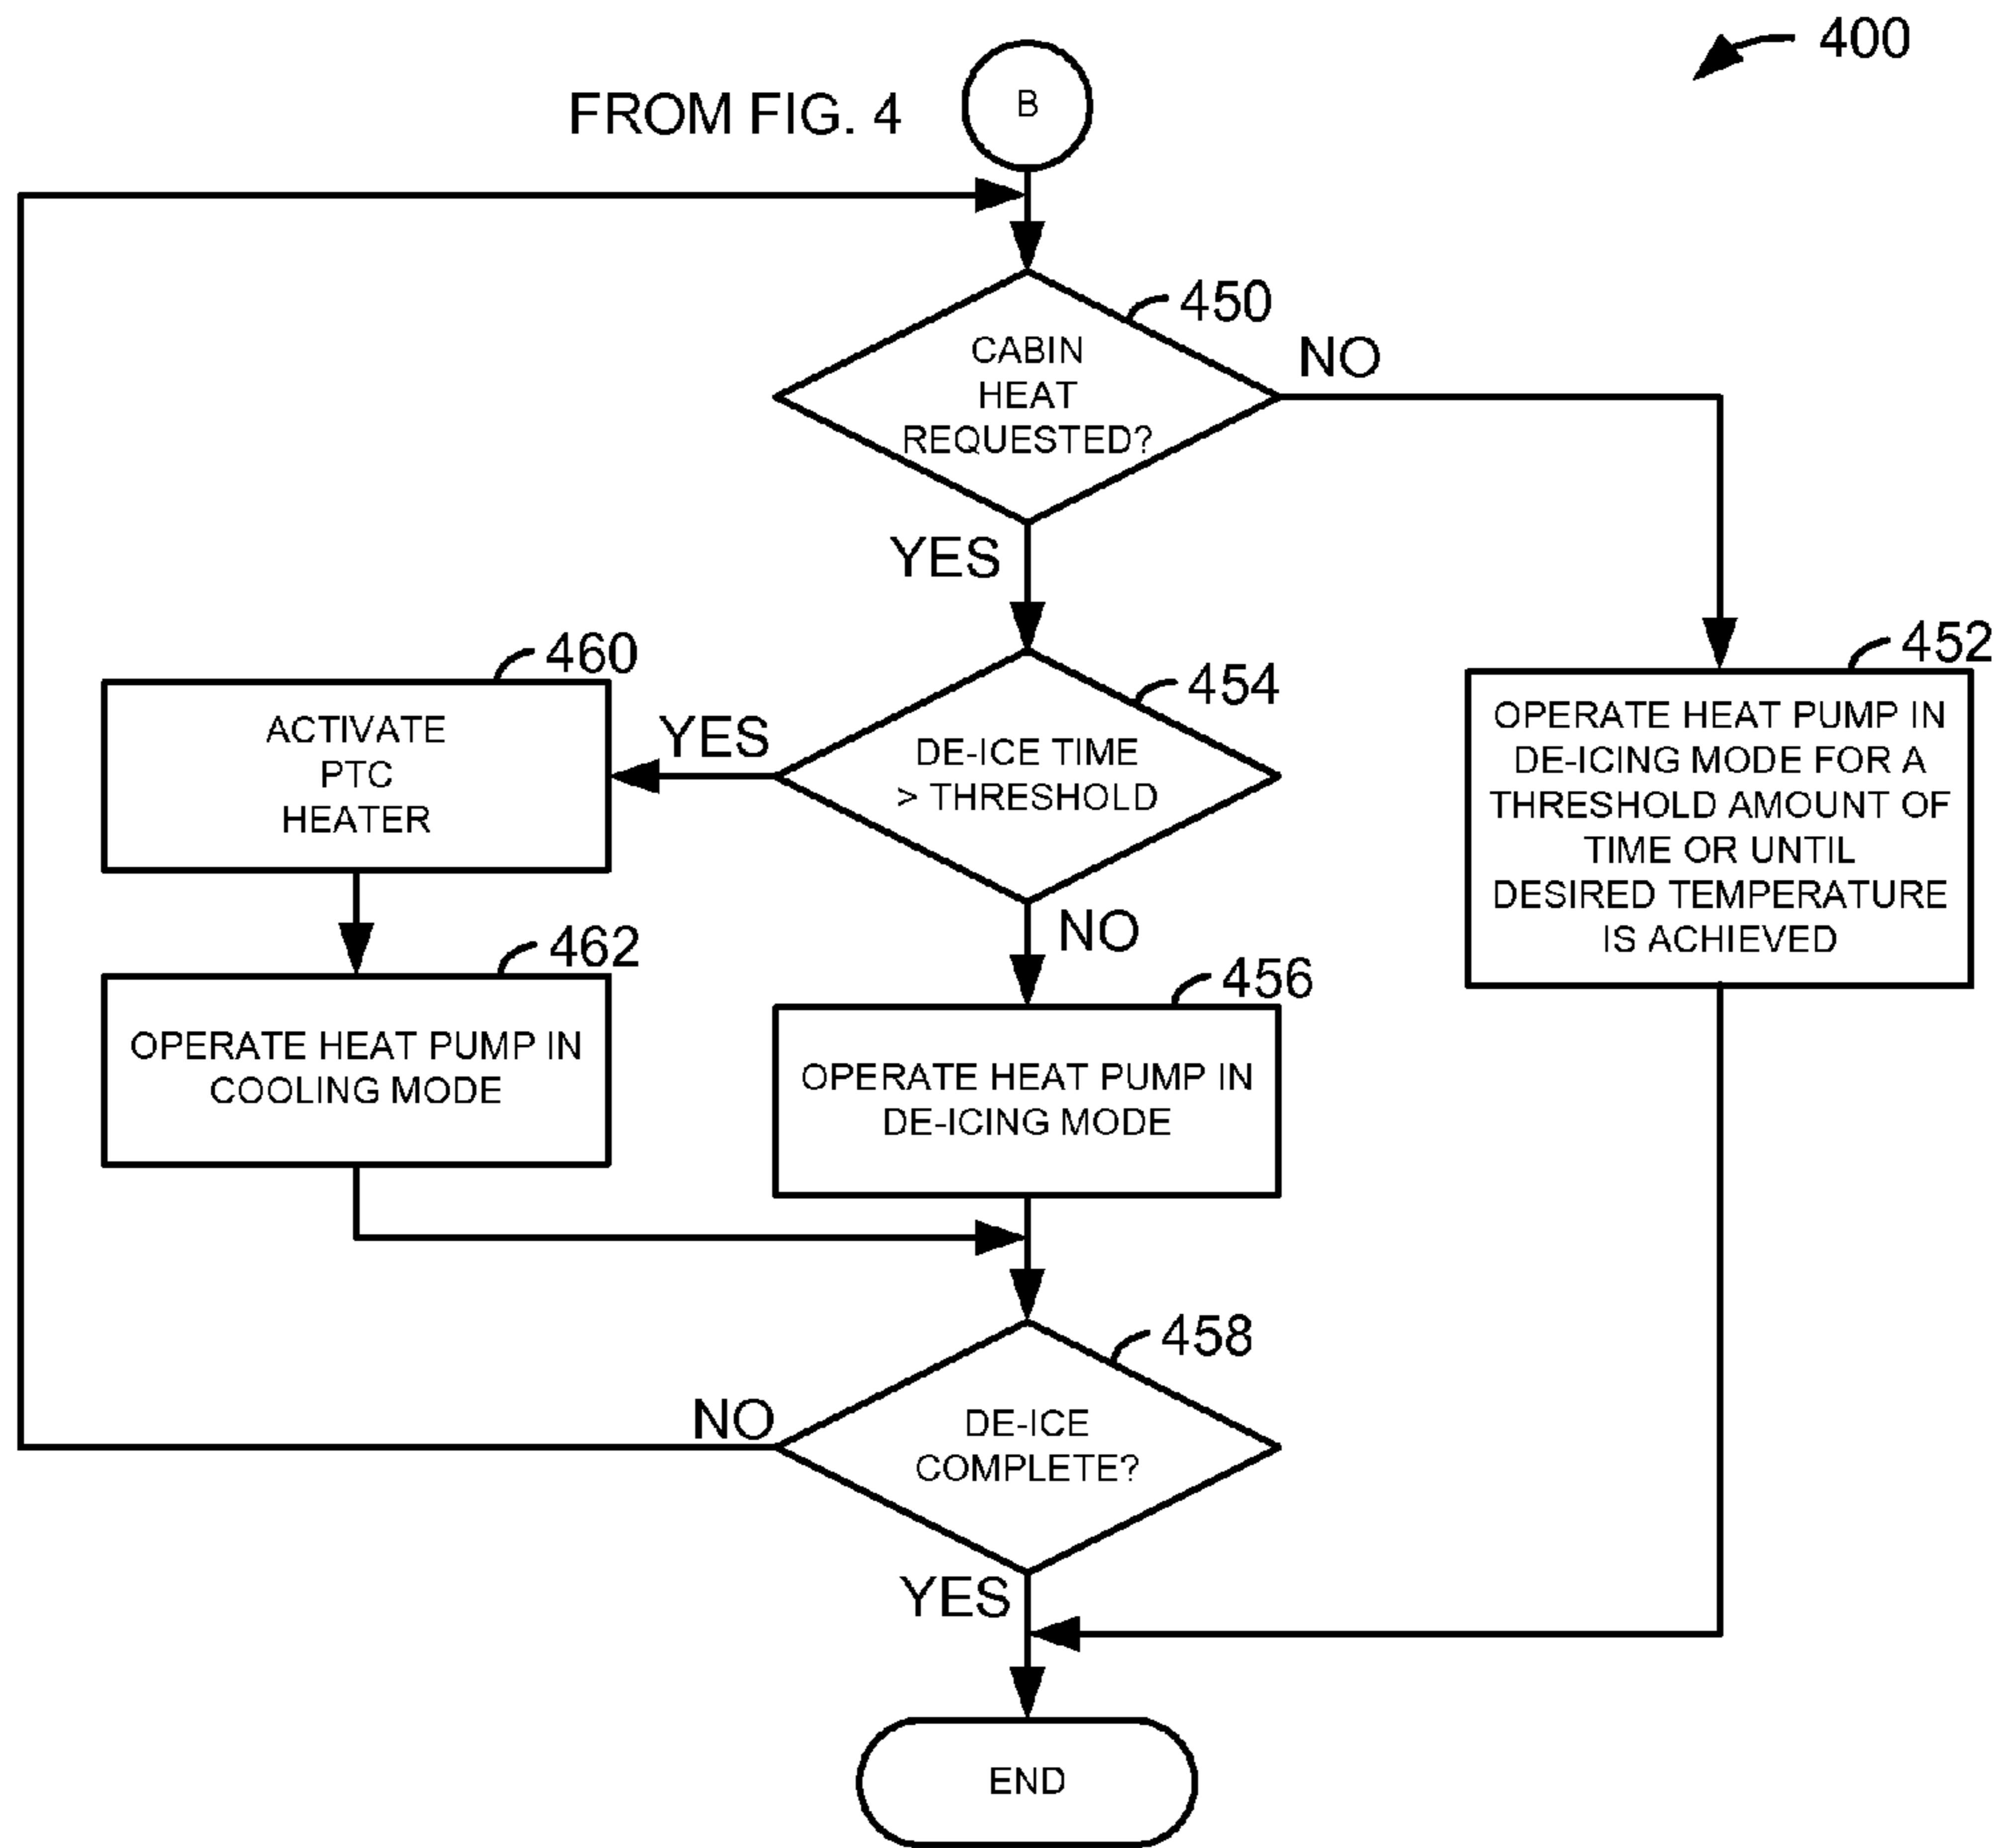 400
FROM FIG. 4
B
450
CABIN
HEAT
REQUESTED?
NO
YES
460
ACTIVATE
PTC
HEATER
YES
454
DE-ICE TIME
> THRESHOLD
452
OPERATE HEAT PUMP IN
DE-ICING MODE FOR A
THRESHOLD AMOUNT OF
TIME OR UNTIL
DESIRED TEMPERATURE
IS ACHIEVED
NO
462
OPERATE HEAT PUMP IN
COOLING MODE
456
OPERATE HEAT PUMP IN
DE-ICING MODE
458
NO
DE-ICE
COMPLETE?
YES
END